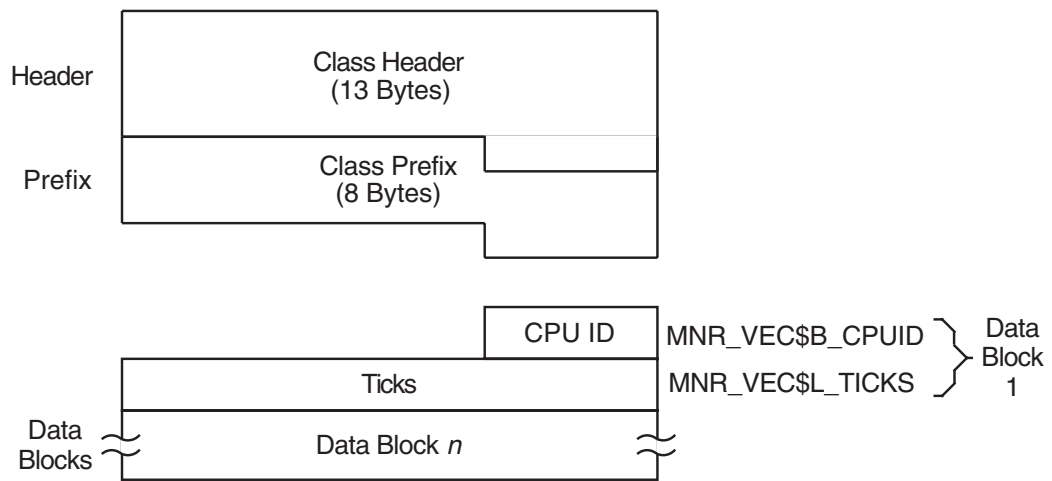 Header
Class Header
(13 Bytes)
Prefix
Class Prefix
(8 Bytes)
CPU ID
MNR_VEC$B_CPUID
Ticks
MNR_VEC$L_TICKS
Data
Block
1
Data
Blocks
Data Block n